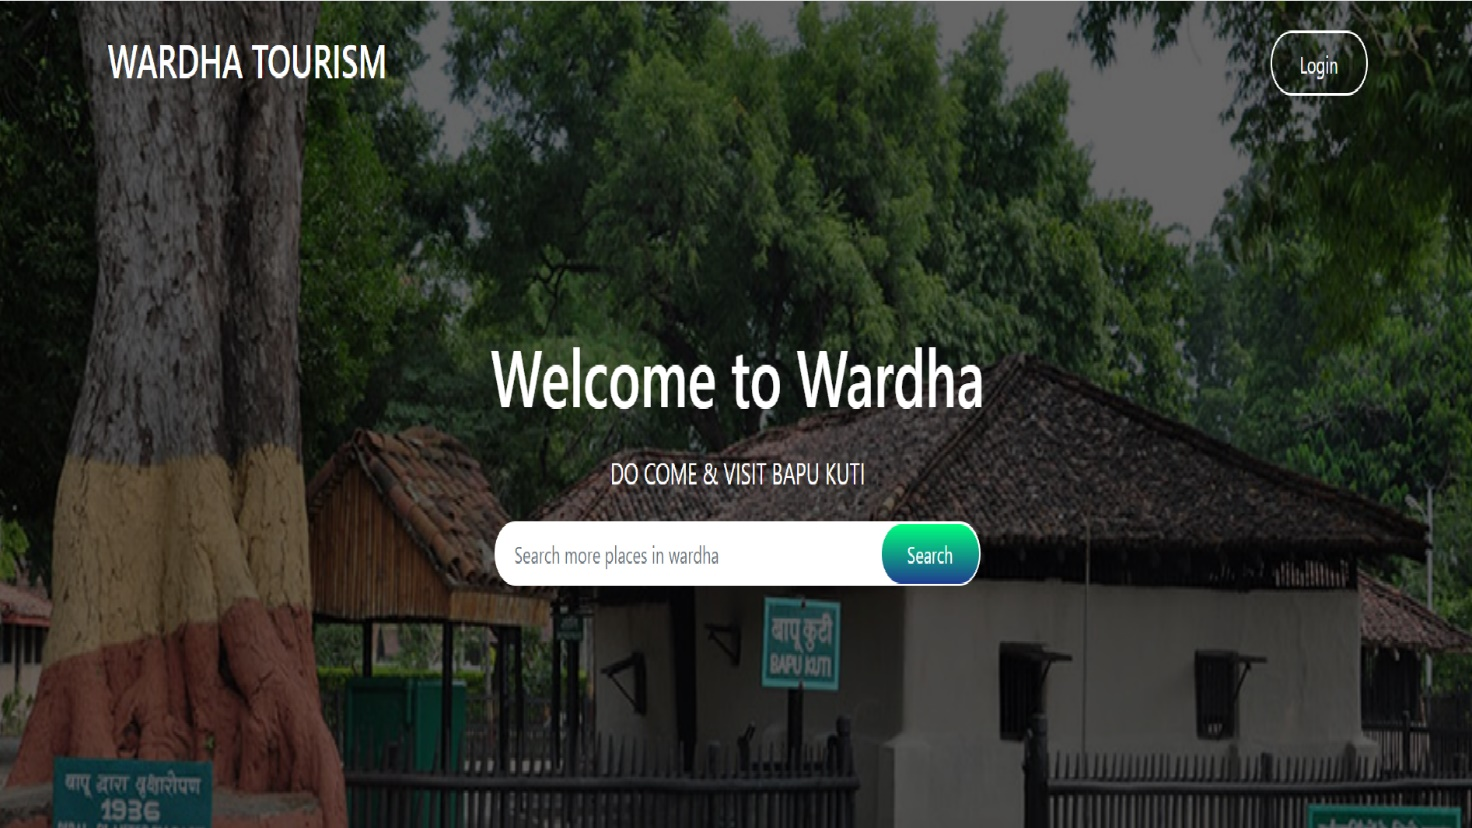 WARDHA TOURISM
Login
Welcome to Wardha
DO COME & VISIT BAPU KUTI
Search more places in wardha
Search
बापू कुटी
BAPU KUTI
बापू द्वारा वृक्षारोपण
1936